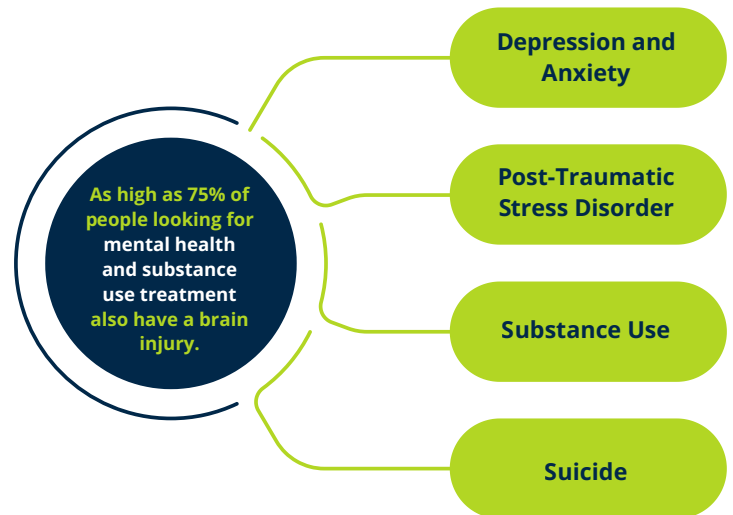 As high as 75% of
people looking for
mental health
and substance
use treatment
also have a brain
injury.
Depression and
Anxiety
Post-Traumatic
Stress Disorder
Substance Use
Suicide